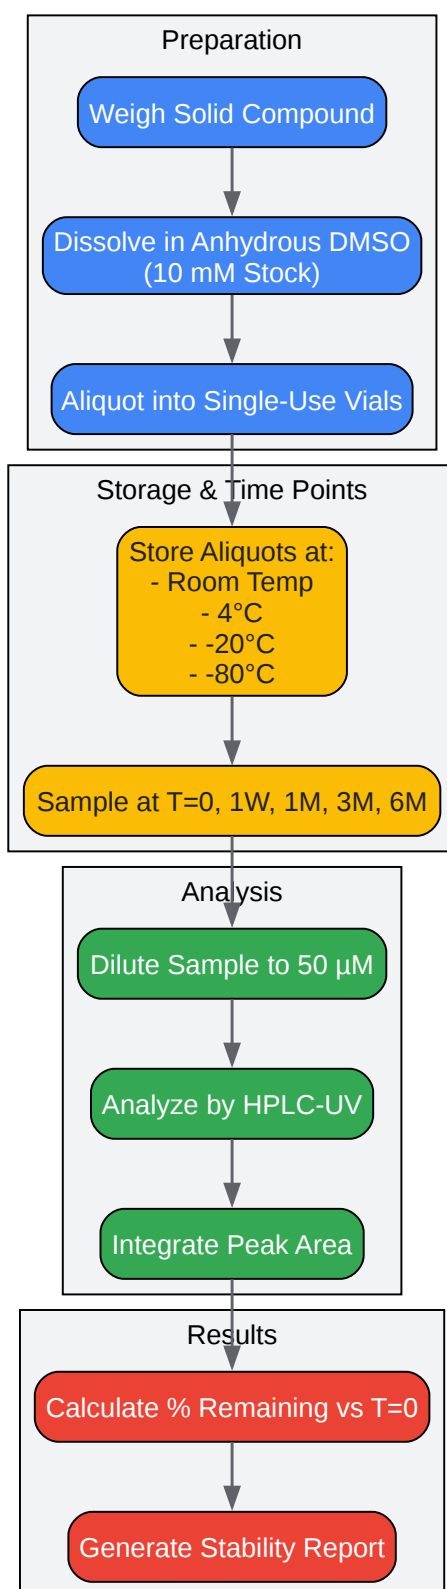 Preparation
Weigh Solid Compound
Dissolve in Anhydrous DMSO
(10 mM Stock)
Aliquot into Single-Use Vials
Storage & Time Points
Store Aliquots at:
- Room Temp
- 4°C
- -20°C
- -80°C
Sample at T=0, 1W, 1M, 3M, 6M
Analysis
Dilute Sample to 50 µM
Analyze by HPLC-UV
Integrate Peak Area
Results
Calculate % Remaining vs T=0
Generate Stability Report